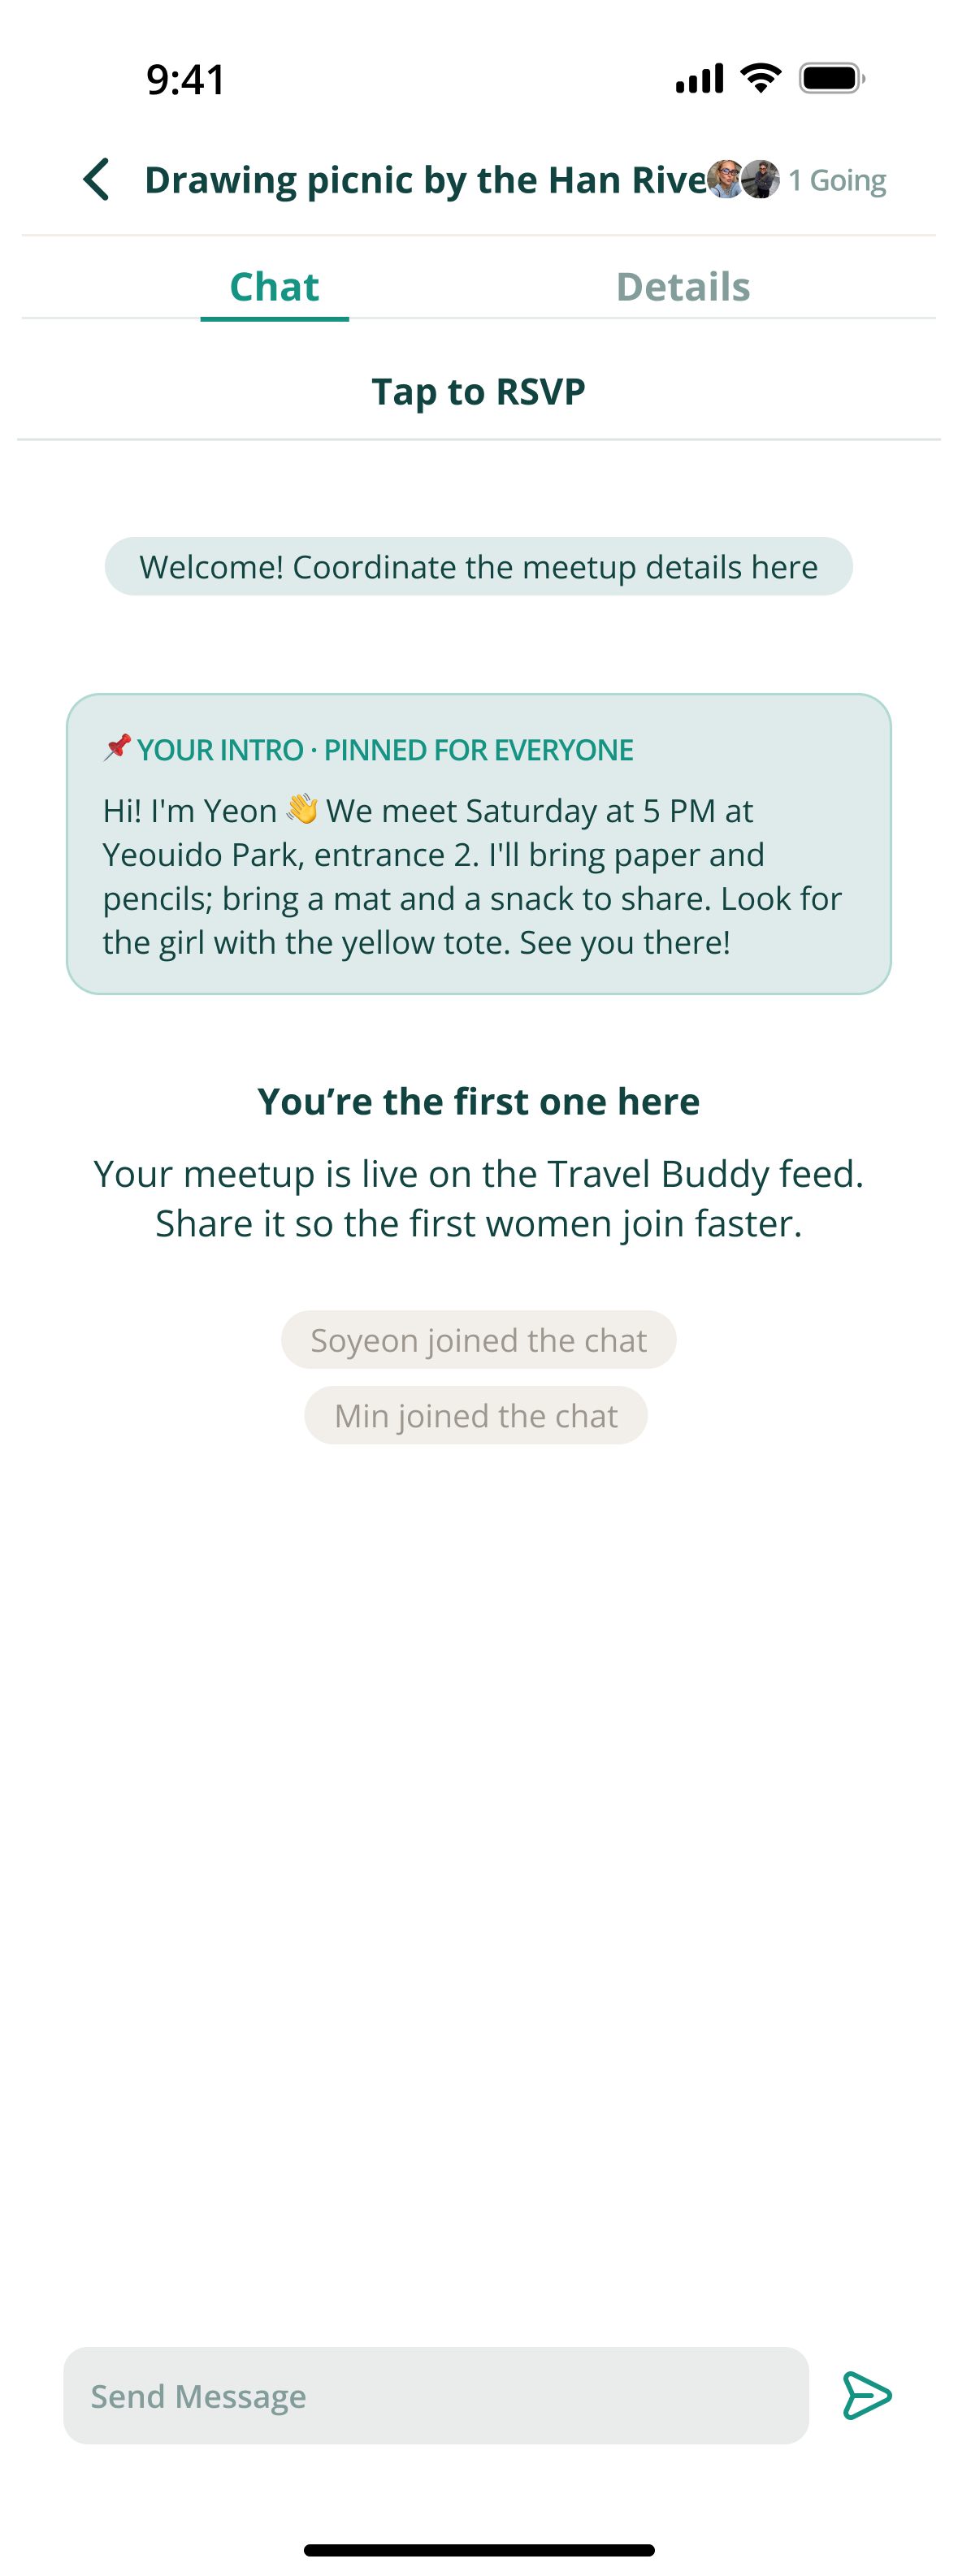 9:41
Drawing picnic by the Han Rive
1 Going
Chat
Details
Tap to RSVP
Welcome! Coordinate the meetup details here
📌 YOUR INTRO · PINNED FOR EVERYONE
Hi! I'm Yeon 👋 We meet Saturday at 5 PM at
Yeouido Park, entrance 2. I'll bring paper and
pencils; bring a mat and a snack to share. Look for
the girl with the yellow tote. See you there!
You’re the first one here
Your meetup is live on the Travel Buddy feed.
Share it so the first women join faster.
Soyeon joined the chat
Min joined the chat
Send Message